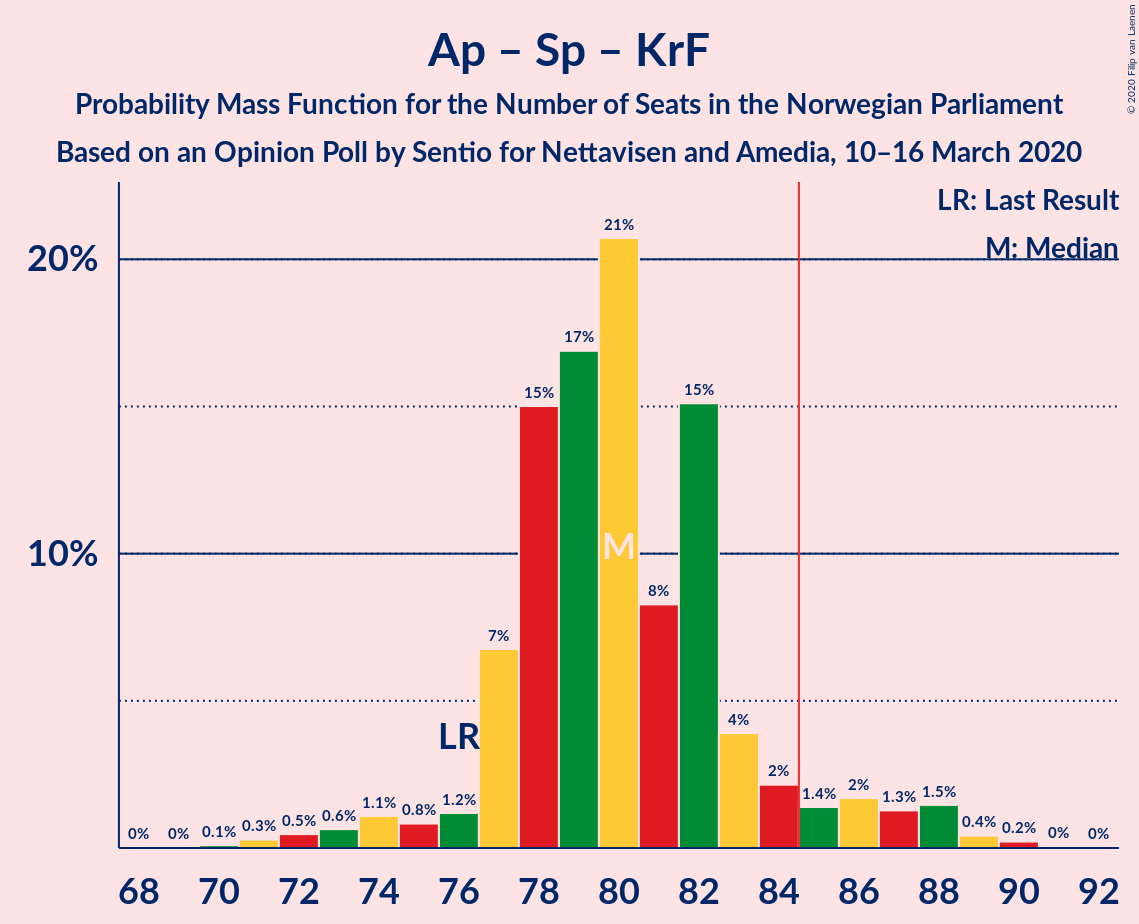 Ap – Sp – KrF
Probability Mass Function for the Number of Seats in the Norwegian Parliament
Based on an Opinion Poll by Sentio for Nettavisen and Amedia, 10–16 March 2020
© 2020 Filip van Laenen
LR: Last Result
M: Median
20%
10%
0% 0% 0.1% 0.3% 0.5% 0.6% 1.1% 0.8% 1.2% 7% 15% 17% 21% 8% 15% 4% 2% 1.4% 2% 1.3% 1.5% 0.4% 0.2% 0% 0%
LR
M
68 70 72 74 76 78 80 82 84 86 88 90 92